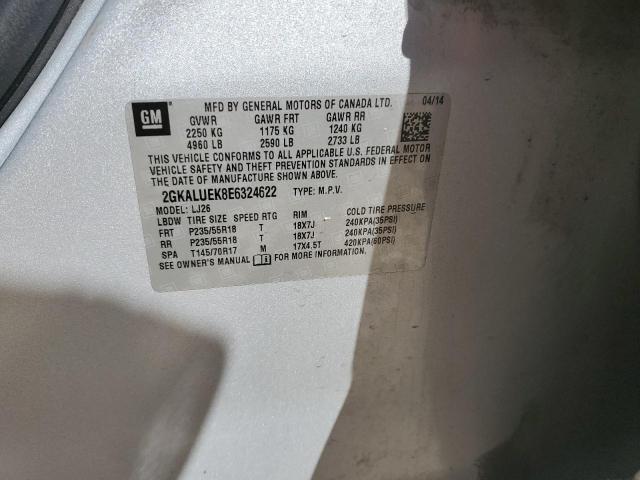 GM MFD BY GENERAL MOTORS OF CANADA LTD. 04/14
GVWR GAWR FRT GAWR RR
2250 KG 1175 KG 1240 KG
4960 LB 2590 LB 2733 LB
THIS VEHICLE CONFORMS TO ALL APPLICABLE U.S. FEDERAL MOTOR
VEHICLE SAFETY AND THEFT PREVENTION STANDARDS IN EFFECT ON
THE DATE OF MANUFACTURE SHOWN ABOVE.
2GKALUEK8E6324622 TYPE: M.P.V.
MODEL: LJ26
LBDW TIRE SIZE SPEED RTG RIM COLD TIRE PRESSURE
FRT P235/55R18 T 18X7J 240KPA(35PSI)
RR P235/55R18 T 18X7J 240KPA(35PSI)
SPA T145/70R17 M 17X4.5T 420KPA(60PSI)
SEE OWNER'S MANUAL FOR MORE INFORMATION.